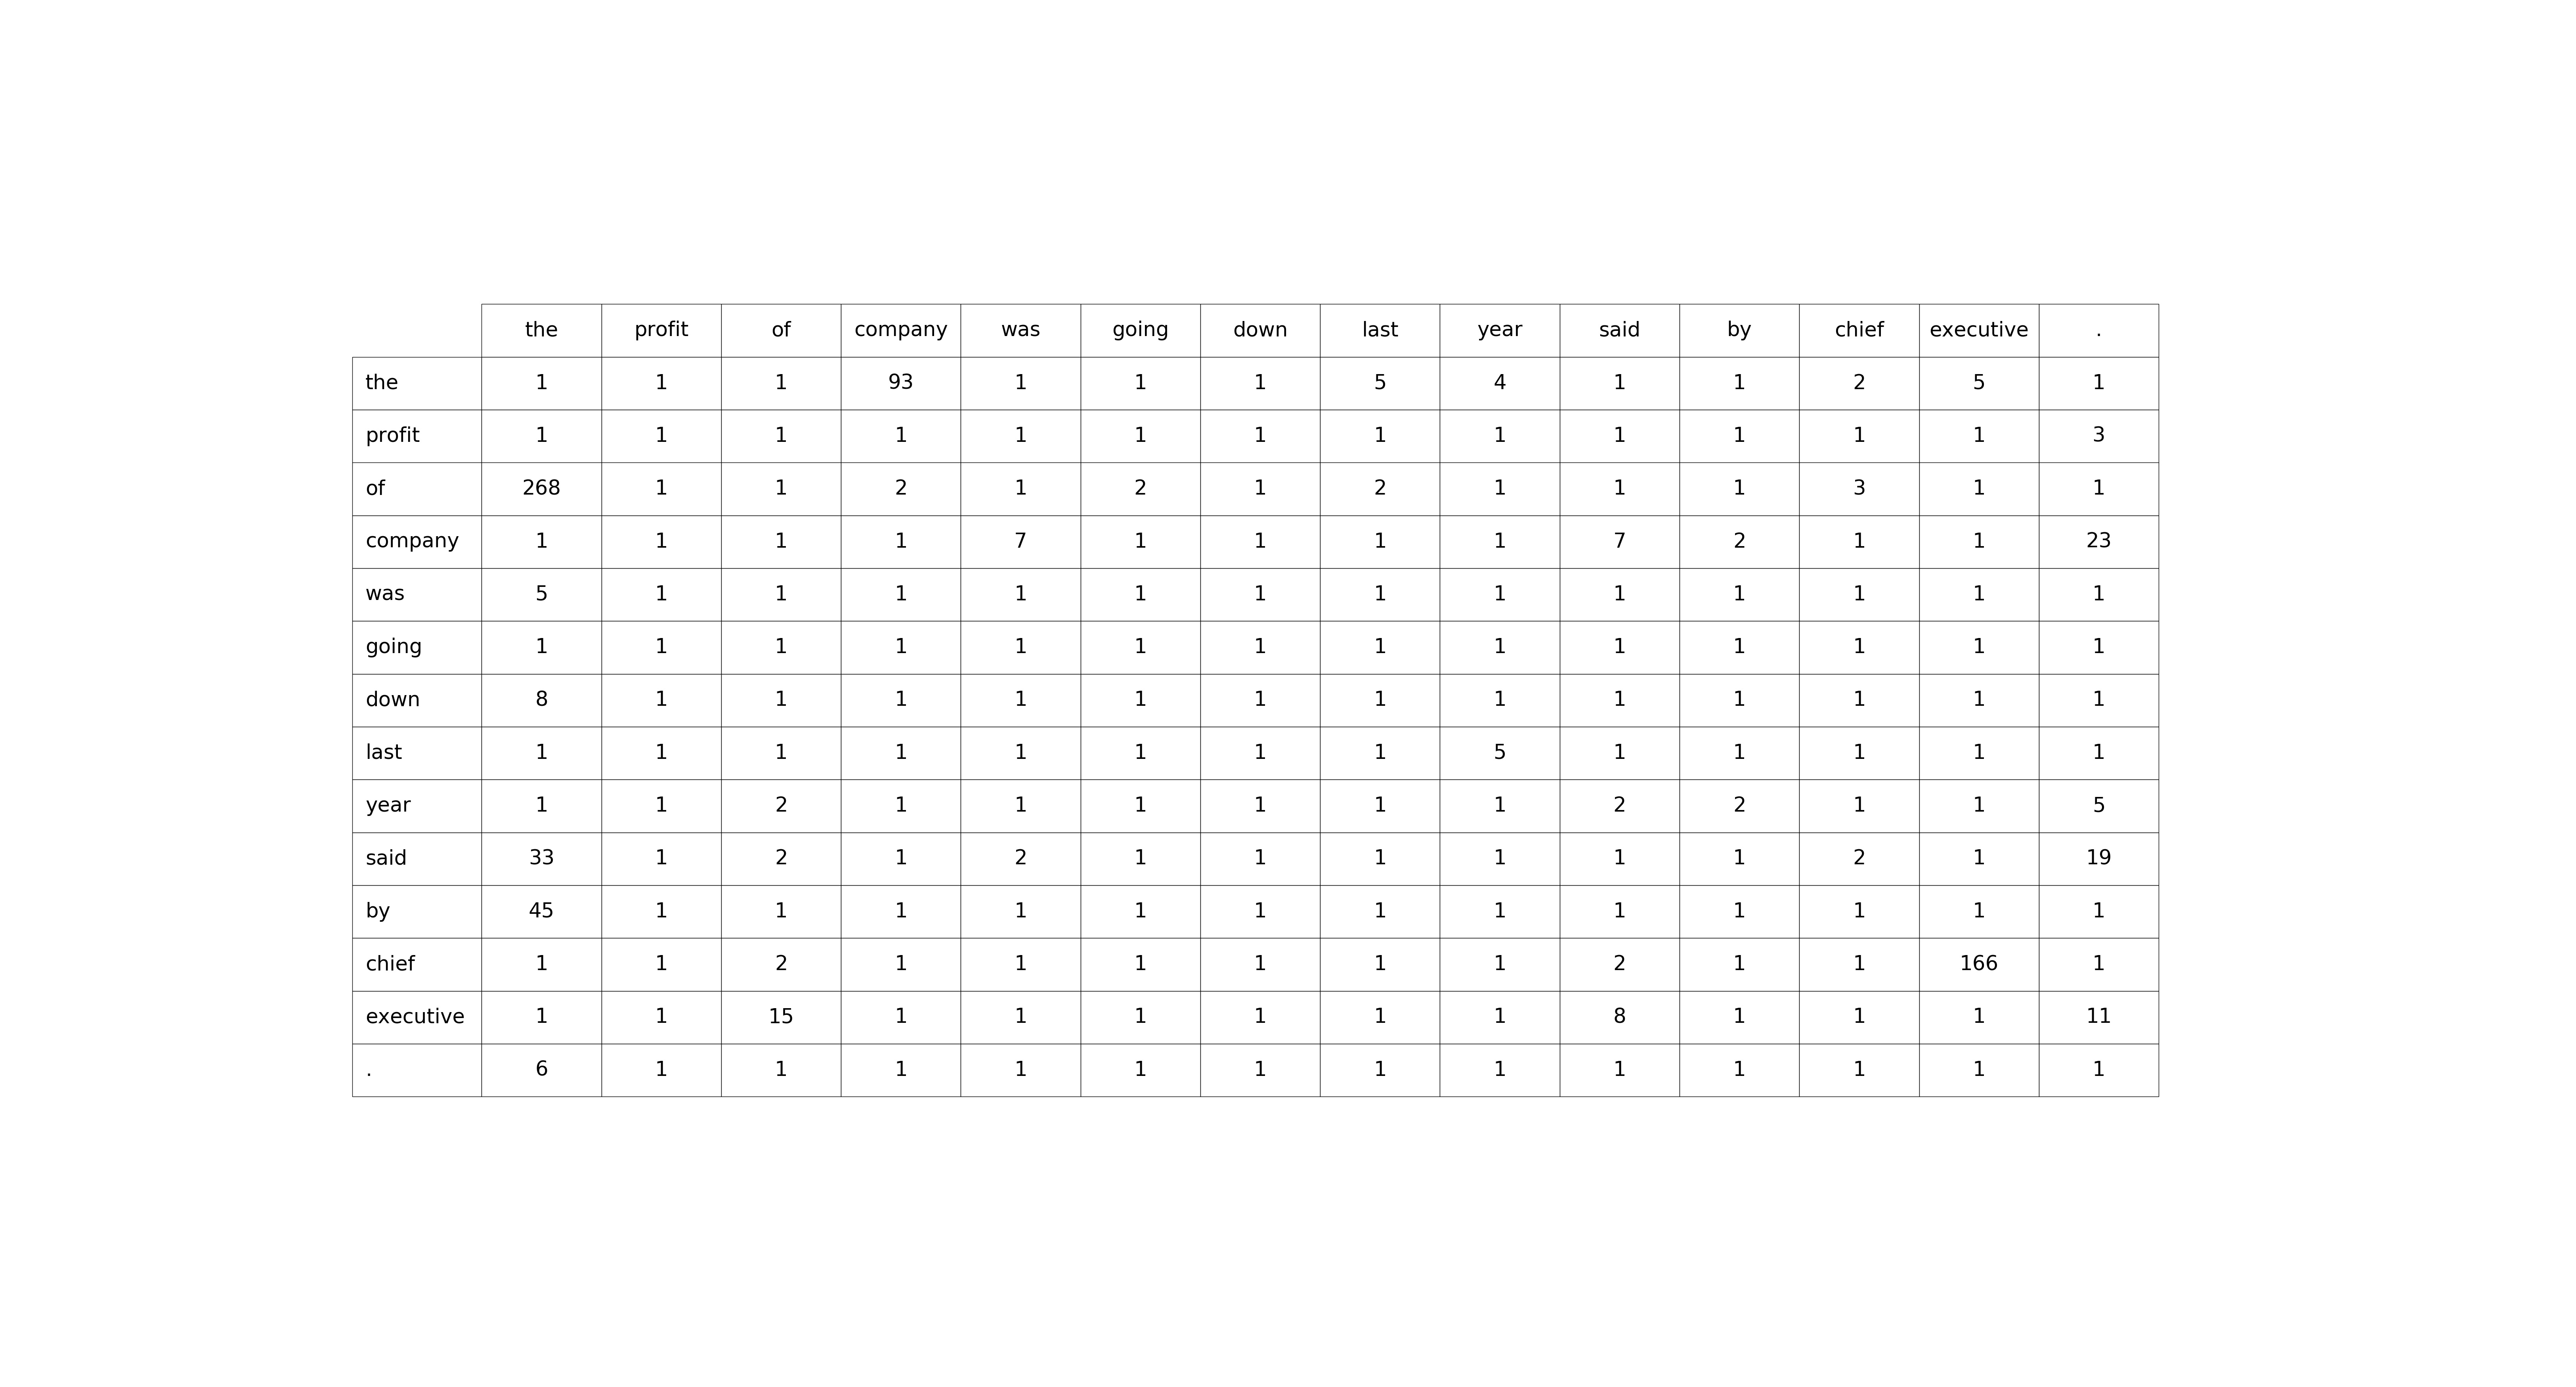 the profit of company was going down last year said by chief executive .
the 1 1 1 93 1 1 1 5 4 1 1 2 5 1
profit 1 1 1 1 1 1 1 1 1 1 1 1 1 3
of 268 1 1 2 1 2 1 2 1 1 1 3 1 1
company 1 1 1 1 7 1 1 1 1 7 2 1 1 23
was 5 1 1 1 1 1 1 1 1 1 1 1 1 1
going 1 1 1 1 1 1 1 1 1 1 1 1 1 1
down 8 1 1 1 1 1 1 1 1 1 1 1 1 1
last 1 1 1 1 1 1 1 1 5 1 1 1 1 1
year 1 1 2 1 1 1 1 1 1 2 2 1 1 5
said 33 1 2 1 2 1 1 1 1 1 1 2 1 19
by 45 1 1 1 1 1 1 1 1 1 1 1 1 1
chief 1 1 2 1 1 1 1 1 1 2 1 1 166 1
executive 1 1 15 1 1 1 1 1 1 8 1 1 1 11
. 6 1 1 1 1 1 1 1 1 1 1 1 1 1